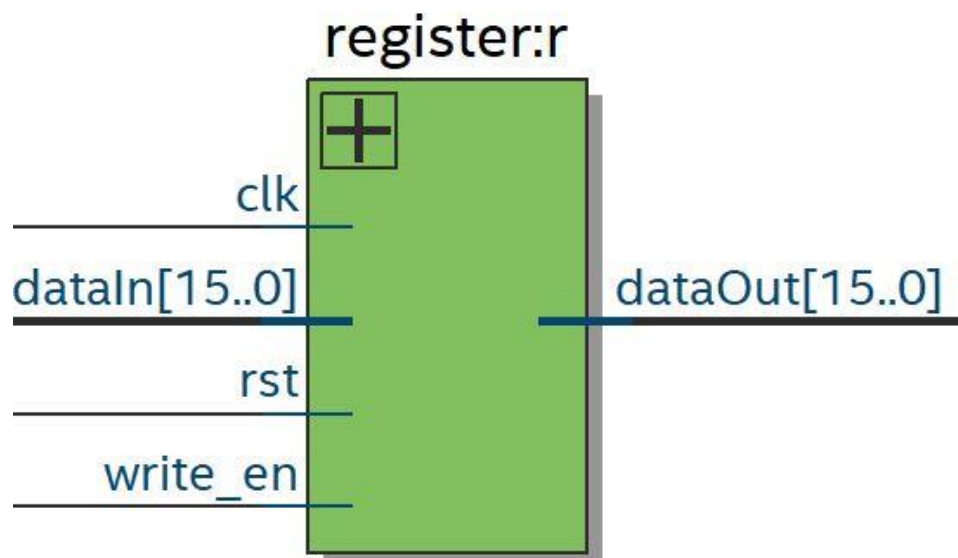 register:r
clk
dataIn[15..0]
dataOut[15..0]
rst
write_en